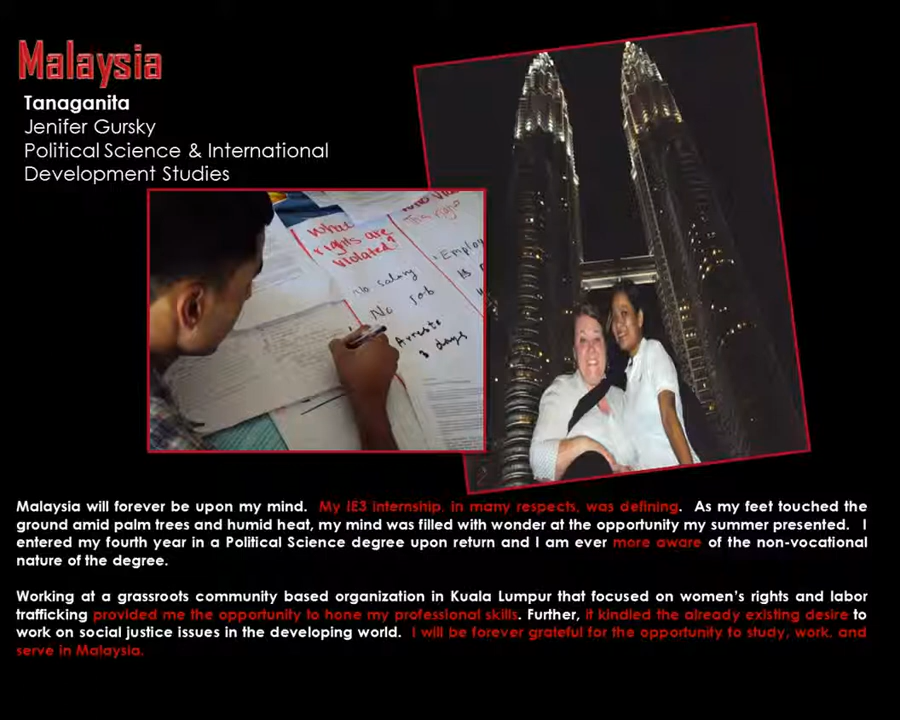 Malaysia
Tanaganita
Jenifer Gursky
Political Science & International
Development Studies
What
rights are
violated?
No salary
No Job
Arrests
days
Malaysia will forever be upon my mind.  My IE3 Internship, in many respects, was defining.  As my feet touched the
ground amid palm trees and humid heat, my mind was filled with wonder at the opportunity my summer presented.  I
entered my fourth year in a Political Science degree upon return and I am ever more aware of the non-vocational
nature of the degree.
Working at a grassroots community based organization in Kuala Lumpur that focused on women's rights and labor
trafficking provided me the opportunity to hone my professional skills. Further, it kindled the already existing desire to
work on social justice issues in the developing world.  I will be forever grateful for the opportunity to study, work, and
serve in Malaysia.